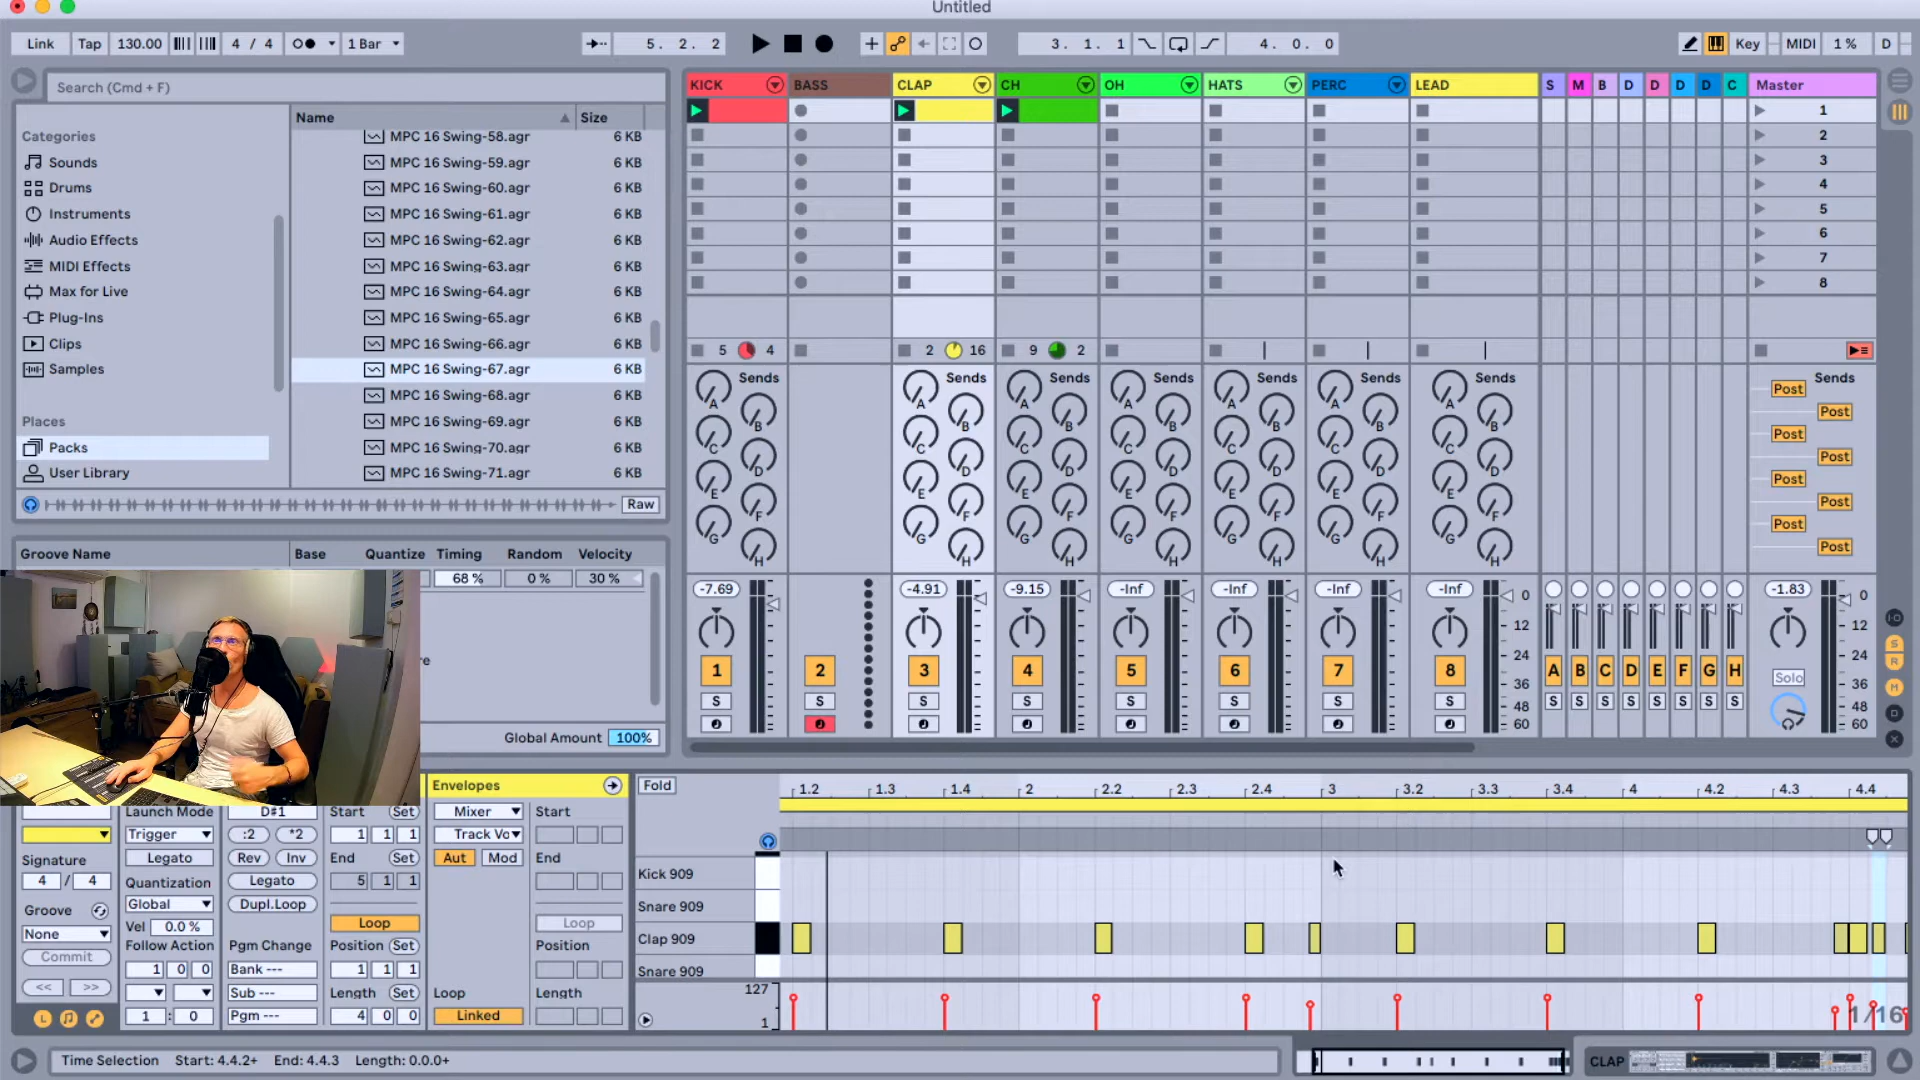 Untitled
Link Tap 130.00 4 / 4 1 Bar 5. 2. 2 3. 1. 1 4. 0. 0 Key MIDI 1 % D
Search (Cmd + F)
Categories
Sounds
Drums
Instruments
Audio Effects
MIDI Effects
Max for Live
Plug-Ins
Clips
Samples
Places
Packs
User Library
Name Size
MPC 16 Swing-58.agr 6 KB
MPC 16 Swing-59.agr 6 KB
MPC 16 Swing-60.agr 6 KB
MPC 16 Swing-61.agr 6 KB
MPC 16 Swing-62.agr 6 KB
MPC 16 Swing-63.agr 6 KB
MPC 16 Swing-64.agr 6 KB
MPC 16 Swing-65.agr 6 KB
MPC 16 Swing-66.agr 6 KB
MPC 16 Swing-67.agr 6 KB
MPC 16 Swing-68.agr 6 KB
MPC 16 Swing-69.agr 6 KB
MPC 16 Swing-70.agr 6 KB
MPC 16 Swing-71.agr 6 KB
Raw
Groove Name Base Quantize Timing Random Velocity
68 % 0 % 30 %
re
Global Amount 100%
KICK BASS CLAP CH OH HATS PERC LEAD S M B D D D D C Master
1
2
3
4
5
6
7
8
5 4 2 16 9 2
Sends Sends Sends Sends Sends Sends Sends Sends
A A A A A A A Post
B B B B B B B Post
C C C C C C C Post
D D D D D D D Post
E E E E E E E Post
F F F F F F F Post
G G G G G G G Post
H H H H H H H Post
-7.69 -4.91 -9.15 -Inf -Inf -Inf -Inf 0 -1.83 0
12 12
24 24
36 36
48 48
60 60
1 2 3 4 5 6 7 8 A B C D E F G H Solo
S S S S S S S S S S S S S S S S
Launch Mode D#1 Start Set
Trigger :2 *2 1 1 1
Signature Legato Rev Inv End Set
4 / 4 Quantization Legato 5 1 1
Groove Global Dupl.Loop
None Vel 0.0 % Loop
Commit Follow Action Pgm Change Position Set
<< >> 1 0 0 Bank --- 1 1 1
Sub --- Length Set
1 : 0 Pgm --- 4 0 0
Envelopes
Mixer Start
Track Vo
Aut Mod End
Loop
Position
Loop Length
Linked
Fold
1.2 1.3 1.4 2 2.2 2.3 2.4 3 3.2 3.3 3.4 4 4.2 4.3 4.4
Kick 909
Snare 909
Clap 909
Snare 909
127
1
1/16
Time Selection Start: 4.4.2+ End: 4.4.3 Length: 0.0.0+
CLAP